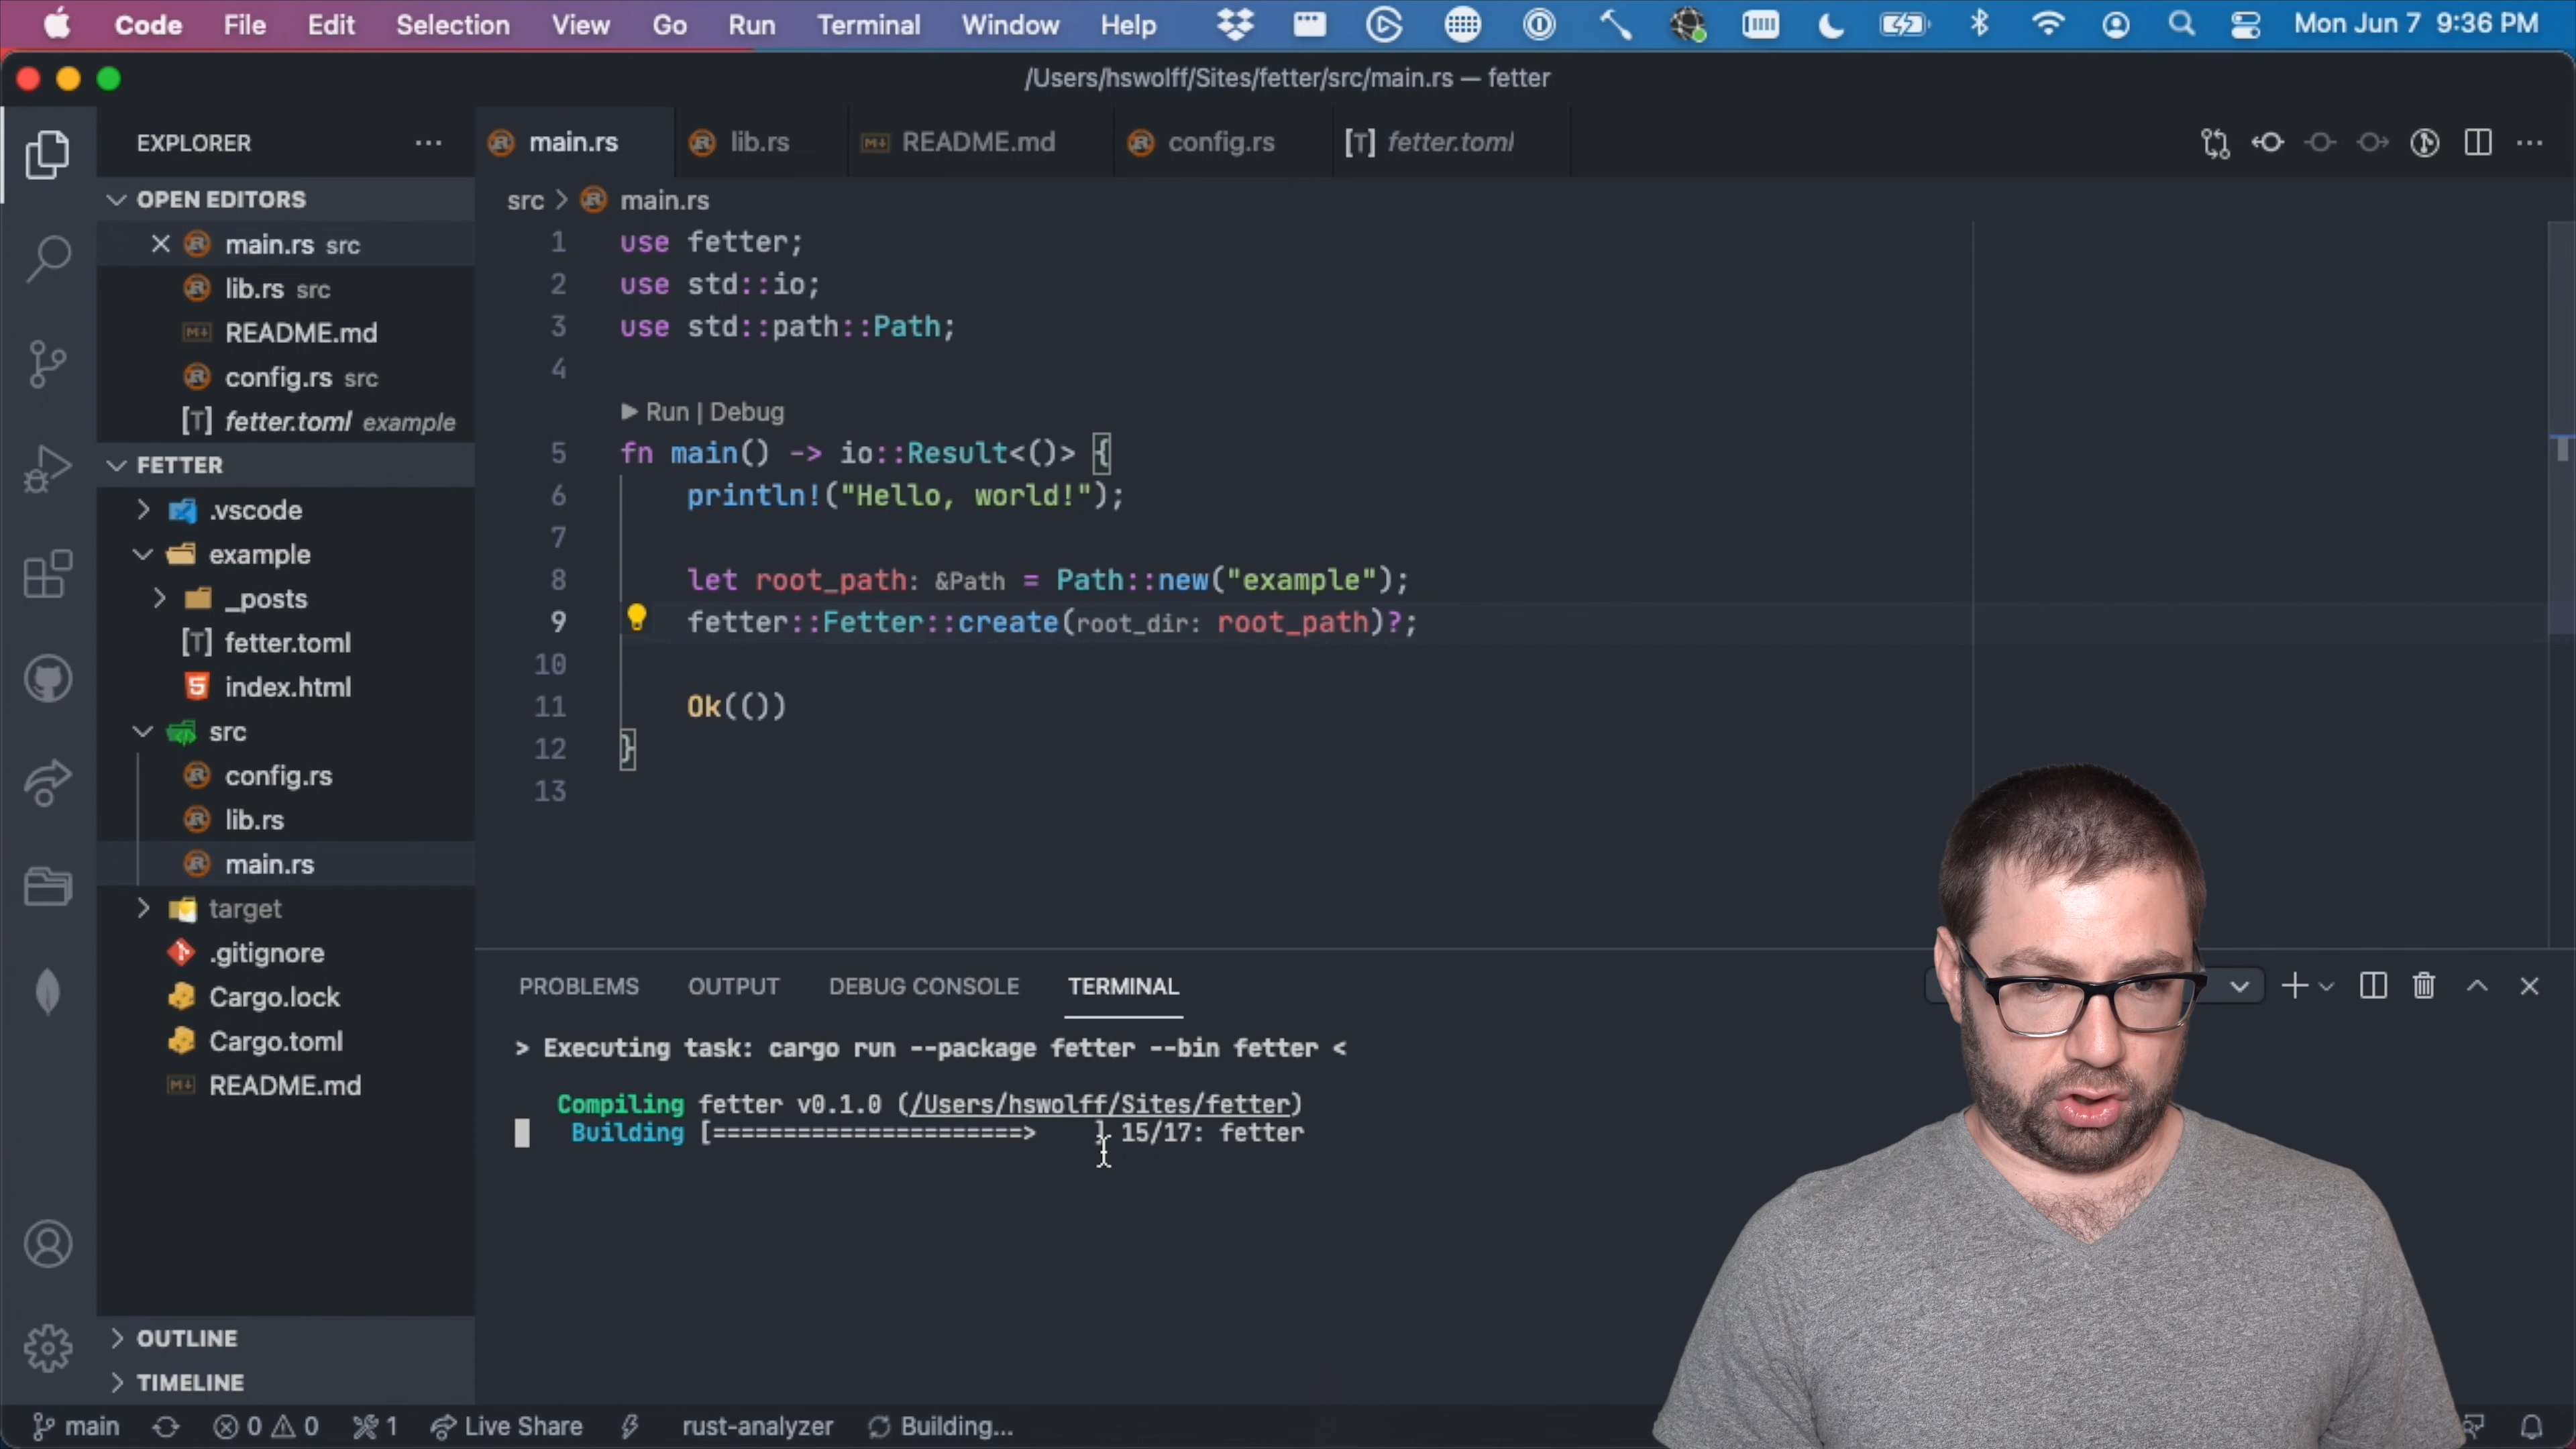 Code File Edit Selection View Go Run Terminal Window Help Mon Jun 7 9:36 PM
/Users/hswolff/Sites/fetter/src/main.rs — fetter
EXPLORER
main.rs lib.rs README.md config.rs [T] fetter.toml
OPEN EDITORS
main.rs src
lib.rs src
README.md
config.rs src
[T] fetter.toml example
FETTER
.vscode
example
_posts
[T] fetter.toml
index.html
src
config.rs
lib.rs
main.rs
target
.gitignore
Cargo.lock
Cargo.toml
README.md
OUTLINE
TIMELINE
src > main.rs
1 use fetter;
2 use std::io;
3 use std::path::Path;
4
Run | Debug
5 fn main() -> io::Result<()> {
6 println!("Hello, world!");
7
8 let root_path: &Path = Path::new("example");
9 fetter::Fetter::create(root_dir: root_path)?;
10
11 Ok(())
12 }
13
PROBLEMS OUTPUT DEBUG CONSOLE TERMINAL
> Executing task: cargo run --package fetter --bin fetter <
Compiling fetter v0.1.0 (/Users/hswolff/Sites/fetter)
Building [======================> ] 15/17: fetter
main 0 0 1 Live Share rust-analyzer Building...